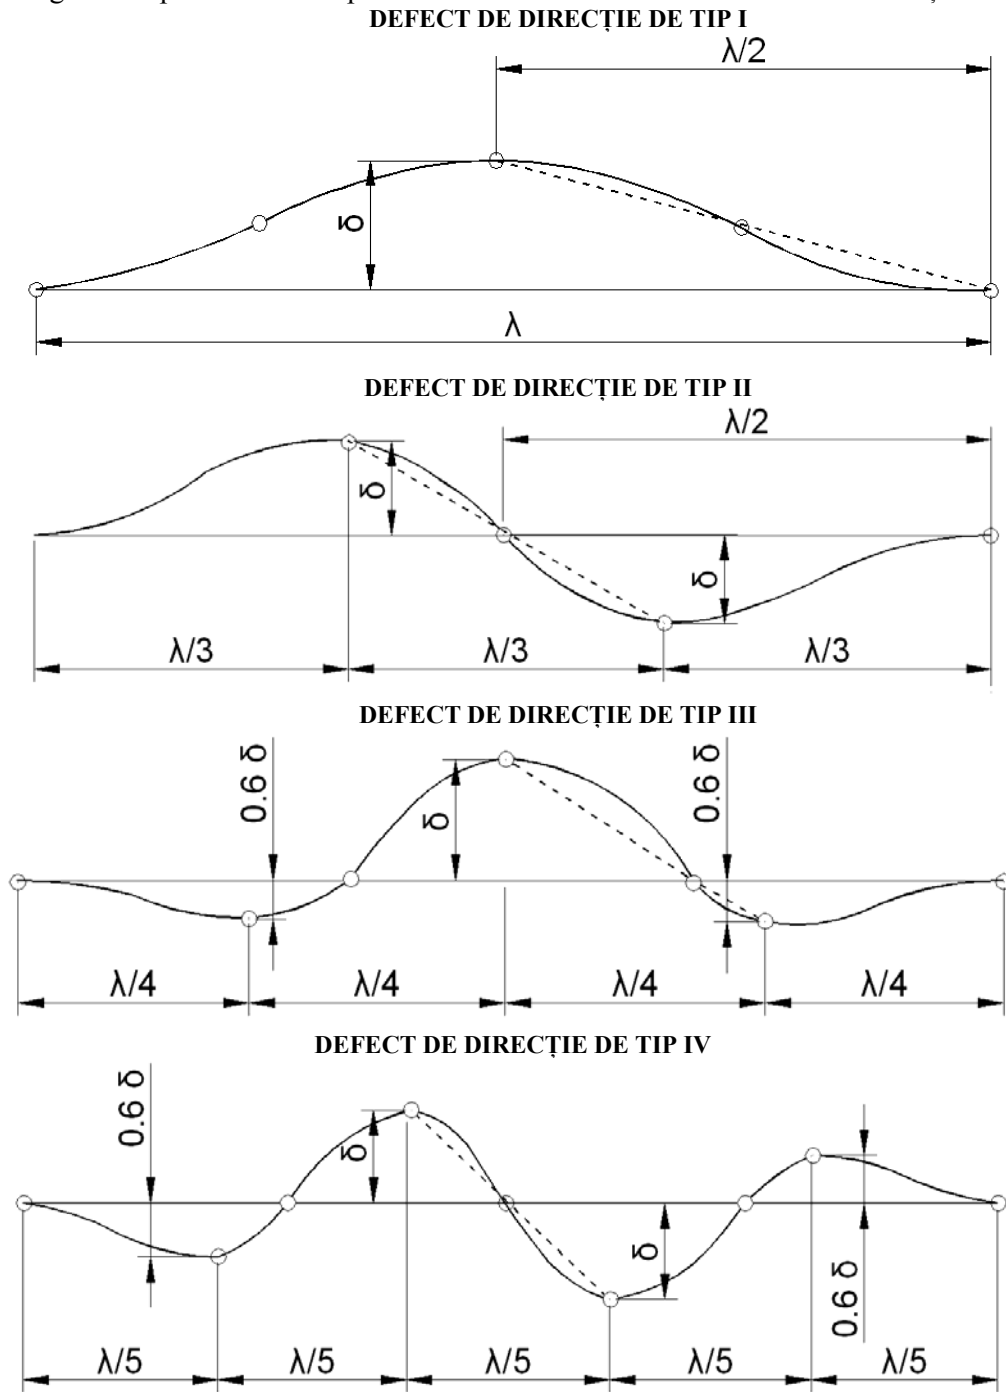 DEFECT DE DIRECȚIE DE TIP I
λ/2
δ
λ
DEFECT DE DIRECȚIE DE TIP II
λ/2
δ
δ
λ/3 λ/3 λ/3
DEFECT DE DIRECȚIE DE TIP III
0.6 δ
δ
0.6 δ
λ/4 λ/4 λ/4 λ/4
DEFECT DE DIRECȚIE DE TIP IV
0.6 δ
δ
δ
0.6 δ
λ/5 λ/5 λ/5 λ/5 λ/5